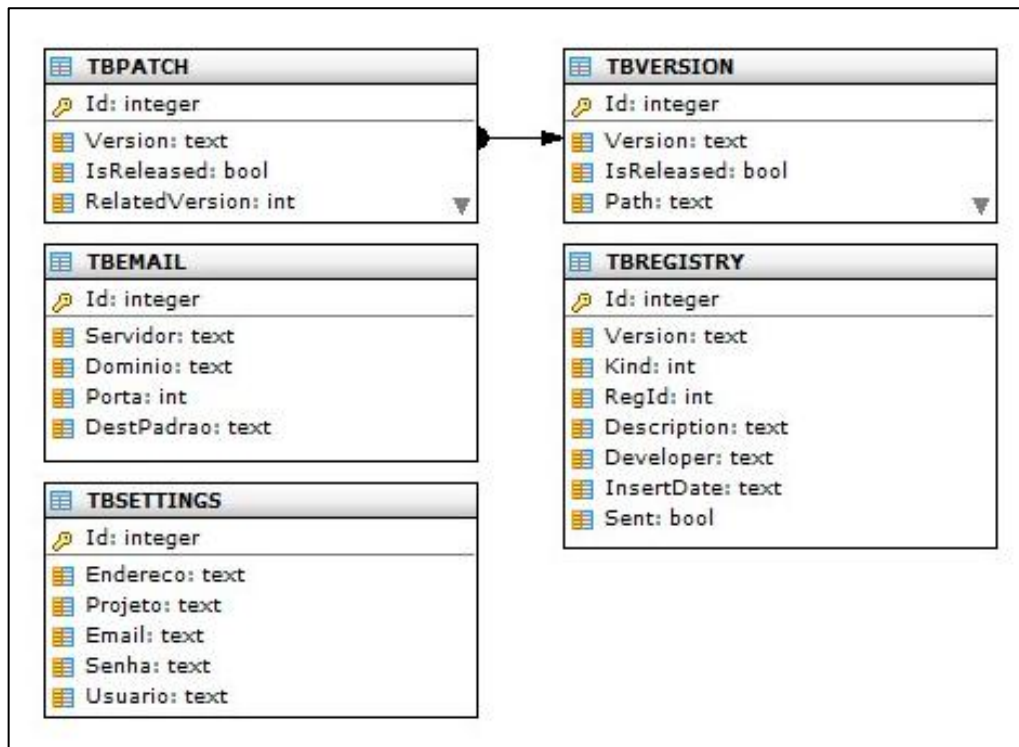 TBPATCH
Id: integer
Version: text
IsReleased: bool
RelatedVersion: int
TBVERSION
Id: integer
Version: text
IsReleased: bool
Path: text
TBEMAIL
Id: integer
Servidor: text
Dominio: text
Porta: int
DestPadrao: text
TBREGISTRY
Id: integer
Version: text
Kind: int
RegId: int
Description: text
Developer: text
InsertDate: text
Sent: bool
TBSETTINGS
Id: integer
Endereco: text
Projeto: text
Email: text
Senha: text
Usuario: text